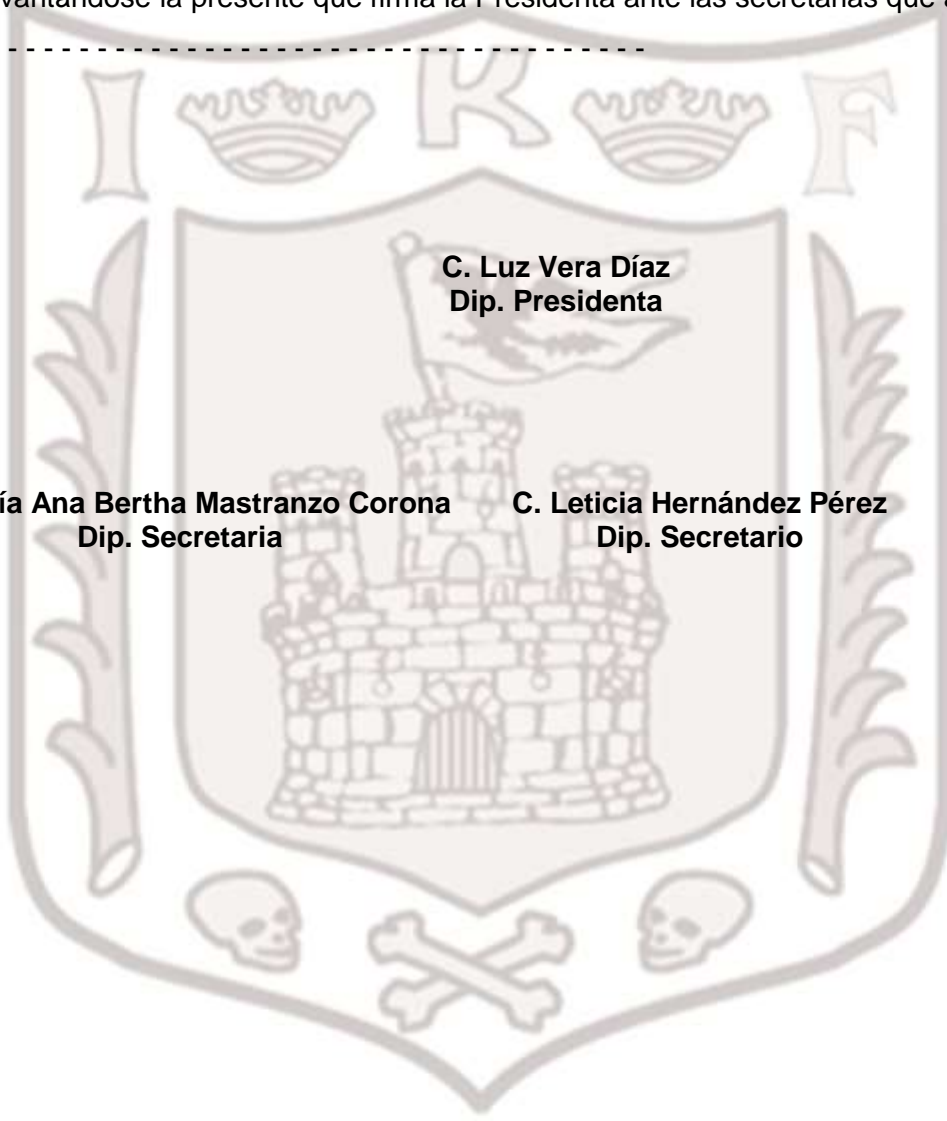 vantándose la presente que firma la Presidenta ante las secretarias que a
- - - - - - - - - - - - - - - - - - - - - - - - - - - - - - - - - - - - - - -
I K F
C. Luz Vera Díaz
Dip. Presidenta
ía Ana Bertha Mastranzo Corona C. Leticia Hernández Pérez
Dip. Secretaria Dip. Secretario